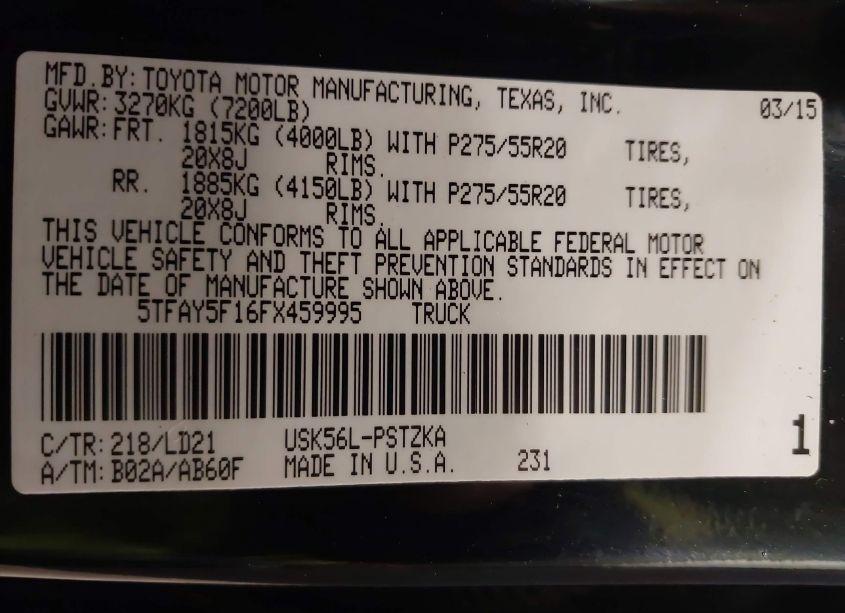 MFD.BY: TOYOTA MOTOR MANUFACTURING, TEXAS, INC. 03/15
GVWR: 3270KG (7200LB)
GAWR: FRT. 1815KG (4000LB) WITH P275/55R20 TIRES,
20X8J RIMS.
RR. 1885KG (4150LB) WITH P275/55R20 TIRES,
20X8J RIMS.
THIS VEHICLE CONFORMS TO ALL APPLICABLE FEDERAL MOTOR
VEHICLE SAFETY AND THEFT PREVENTION STANDARDS IN EFFECT ON
THE DATE OF MANUFACTURE SHOWN ABOVE.
5TFAY5F16FX459995 TRUCK
C/TR: 218/LD21 USK56L-PSTZKA 1
A/TM: B02A/AB60F MADE IN U.S.A. 231